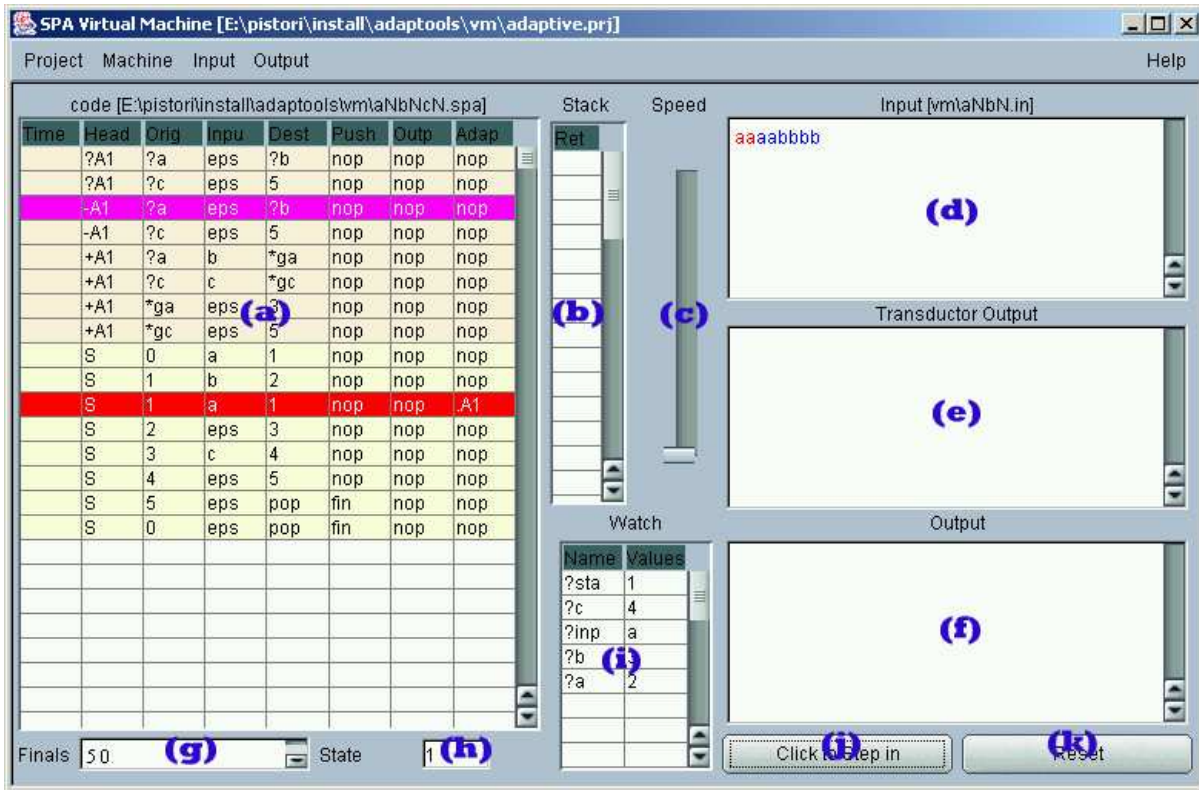 SPA Virtual Machine [E:\pistori\install\adaptools\vm\adaptive.prj]
Project Machine Input Output Help
code [E:\pistori\install\adaptools\vm\aNbNcN.spa] Stack Speed Input [vm\aNbN.in]
Time Head Orig Inpu Dest Push Outp Adap
?A1 ?a eps ?b nop nop nop
?A1 ?c eps 5 nop nop nop
-A1 ?a eps ?b nop nop nop
-A1 ?c eps 5 nop nop nop
+A1 ?a b *ga nop nop nop
+A1 ?c c *gc nop nop nop
+A1 *ga eps nop nop nop
+A1 *gc eps 5 nop nop nop
S 0 a 1 nop nop nop
S 1 b 2 nop nop nop
S 1 a 1 nop nop .A1
S 2 eps 3 nop nop nop
S 3 c 4 nop nop nop
S 4 eps 5 nop nop nop
S 5 eps pop fin nop nop
S 0 eps pop fin nop nop
(a)
Ret
(b)
(c)
aaaabbbb
(d)
Transductor Output
(e)
Watch
Name Values
?sta 1
?c 4
?inp a
?b
?a 2
(i)
Output
(f)
Finals 5 0 (g) State 1 (h)
Click to Step in (j)
Reset (k)